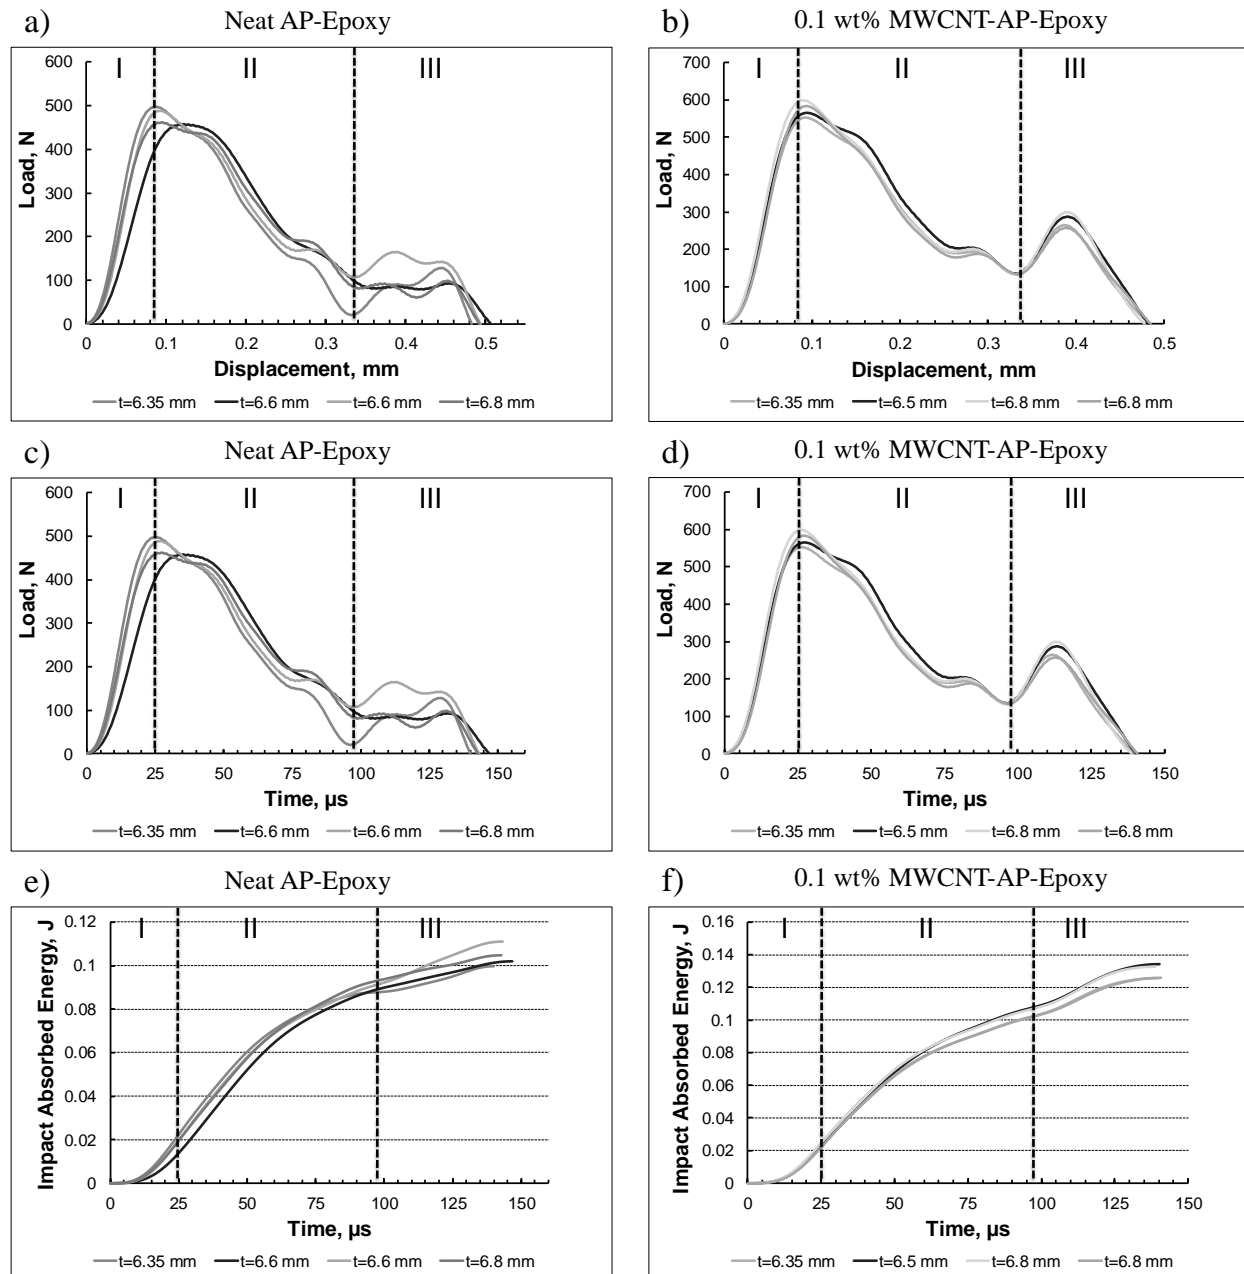 a) Neat AP-Epoxy
I II III
600
500
400
300
200
100
0
Load, N
0 0.1 0.2 0.3 0.4 0.5
Displacement, mm
t=6.35 mm t=6.6 mm t=6.6 mm t=6.8 mm
b) 0.1 wt% MWCNT-AP-Epoxy
I II III
700
600
500
400
300
200
100
0
Load, N
0 0.1 0.2 0.3 0.4 0.5
Displacement, mm
t=6.35 mm t=6.5 mm t=6.8 mm t=6.8 mm
c) Neat AP-Epoxy
I II III
600
500
400
300
200
100
0
Load, N
0 25 50 75 100 125 150
Time, μs
t=6.35 mm t=6.6 mm t=6.6 mm t=6.8 mm
d) 0.1 wt% MWCNT-AP-Epoxy
I II III
700
600
500
400
300
200
100
0
Load, N
0 25 50 75 100 125 150
Time, μs
t=6.35 mm t=6.5 mm t=6.8 mm t=6.8 mm
e) Neat AP-Epoxy
I II III
0.12
0.1
0.08
0.06
0.04
0.02
0
Impact Absorbed Energy, J
0 25 50 75 100 125 150
Time, μs
t=6.35 mm t=6.6 mm t=6.6 mm t=6.8 mm
f) 0.1 wt% MWCNT-AP-Epoxy
I II III
0.16
0.14
0.12
0.1
0.08
0.06
0.04
0.02
0
Impact Absorbed Energy, J
0 25 50 75 100 125 150
Time, μs
t=6.35 mm t=6.5 mm t=6.8 mm t=6.8 mm